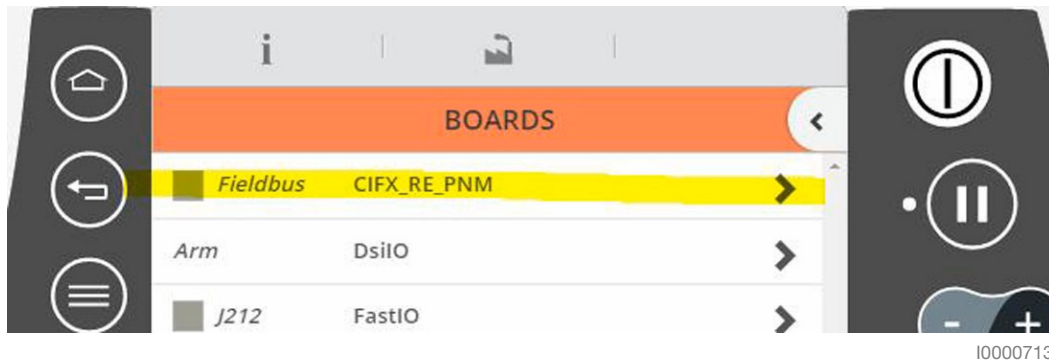 BOARDS
Fieldbus CIFX_RE_PNM
Arm DsiIO
J212 FastIO
I0000713